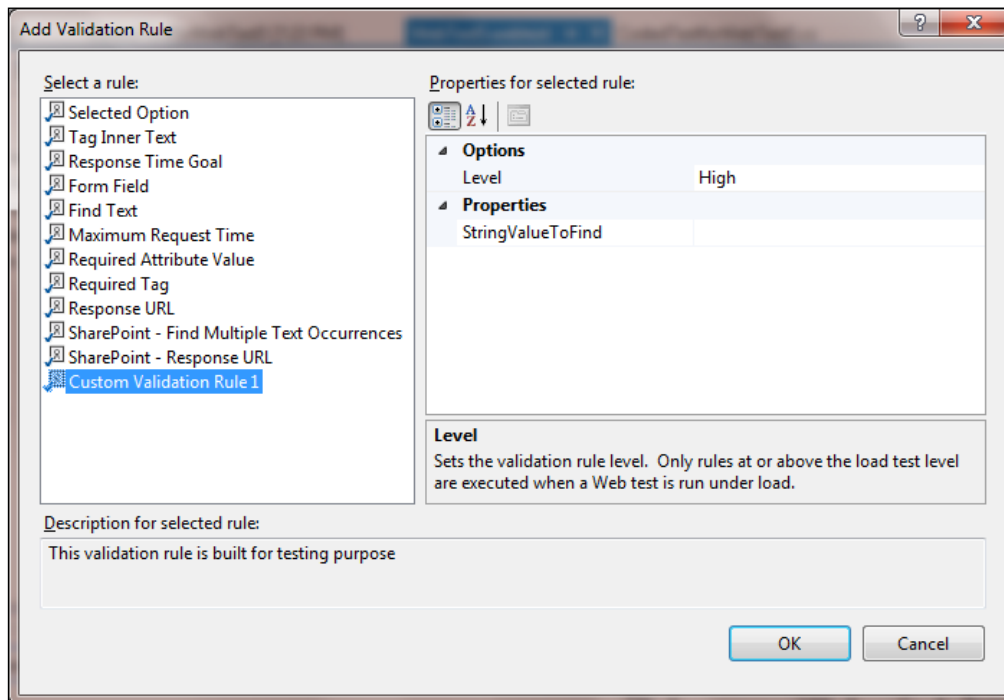 Add Validation Rule
Select a rule:
Selected Option
Tag Inner Text
Response Time Goal
Form Field
Find Text
Maximum Request Time
Required Attribute Value
Required Tag
Response URL
SharePoint - Find Multiple Text Occurrences
SharePoint - Response URL
Custom Validation Rule 1
Properties for selected rule:
Options
Level High
Properties
StringValueToFind
Level
Sets the validation rule level. Only rules at or above the load test level
are executed when a Web test is run under load.
Description for selected rule:
This validation rule is built for testing purpose
OK Cancel